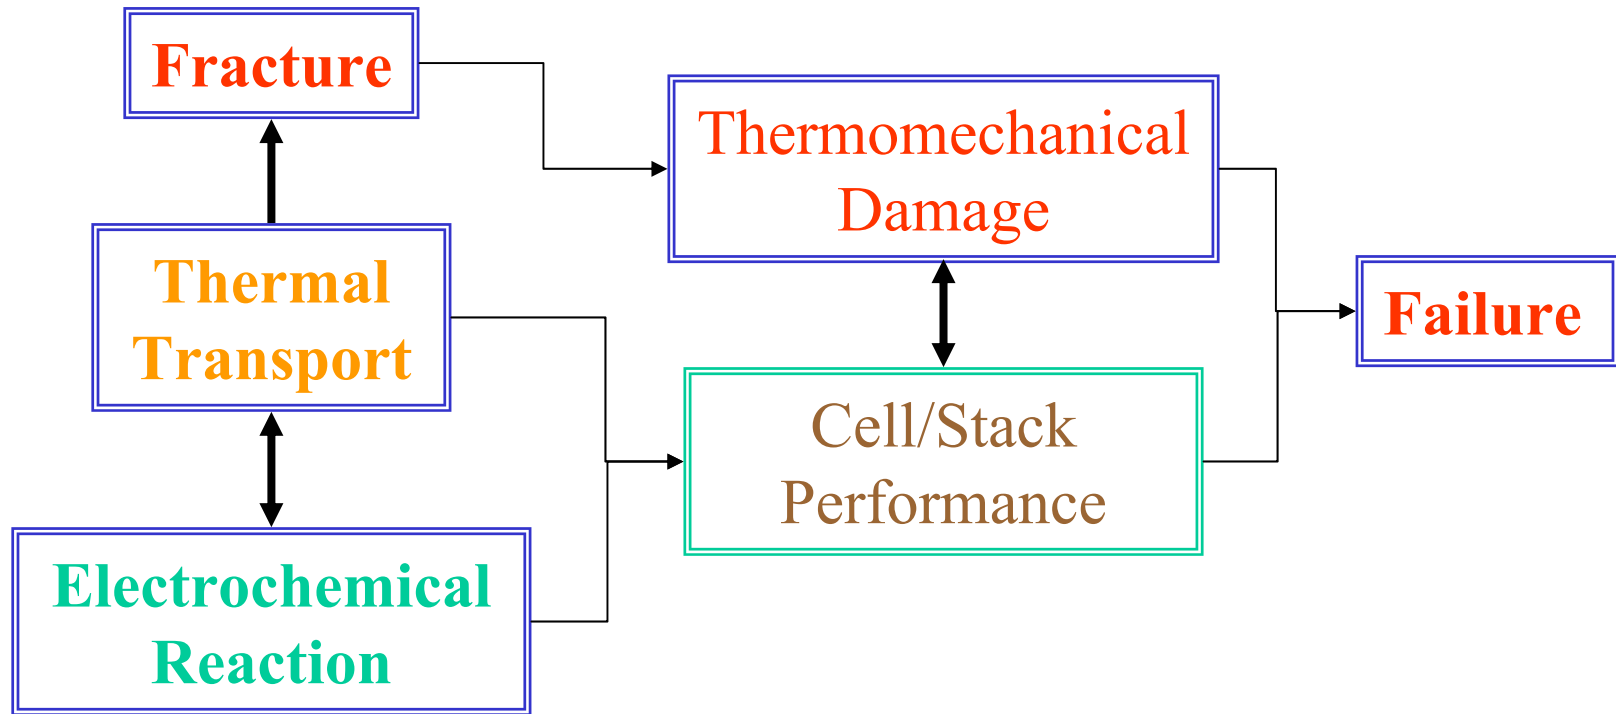 Fracture
Thermomechanical
Damage
Thermal
Transport
Failure
Cell/Stack
Performance
Electrochemical
Reaction